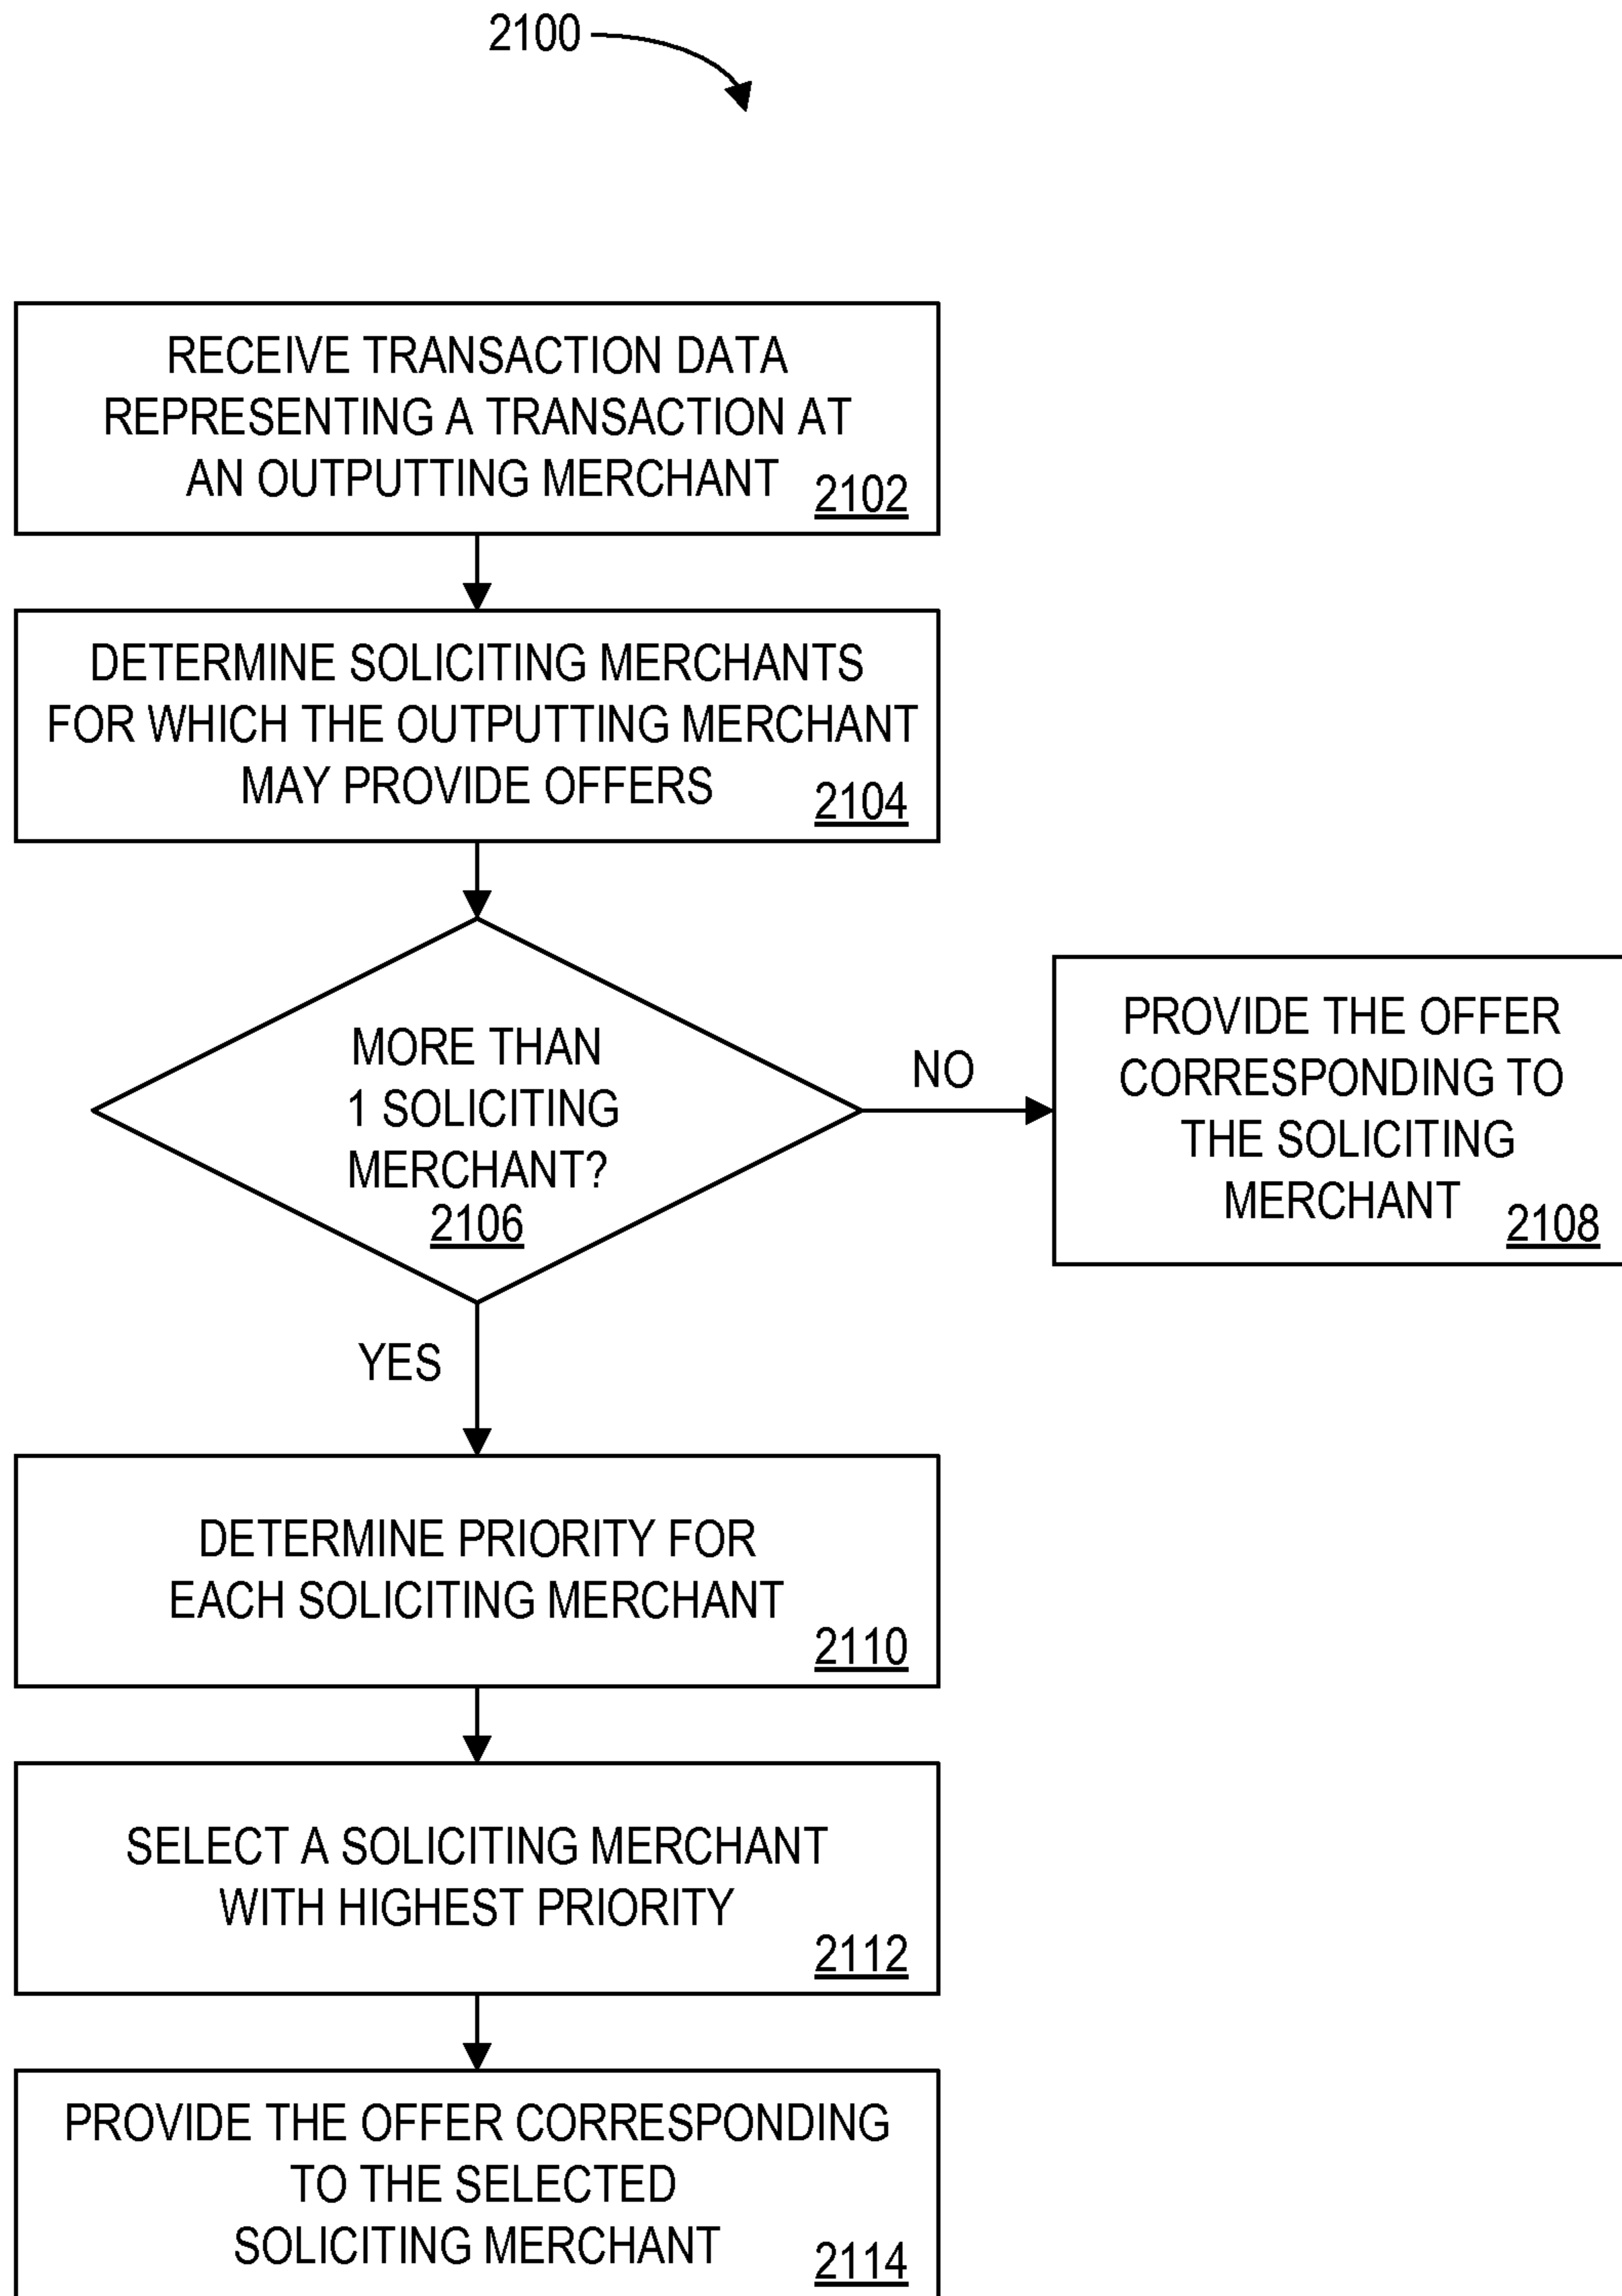 2100
RECEIVE TRANSACTION DATA
REPRESENTING A TRANSACTION AT
AN OUTPUTTING MERCHANT
2102
DETERMINE SOLICITING MERCHANTS
FOR WHICH THE OUTPUTTING MERCHANT
MAY PROVIDE OFFERS
2104
MORE THAN
1 SOLICITING
MERCHANT?
2106
NO
PROVIDE THE OFFER
CORRESPONDING TO
THE SOLICITING
MERCHANT
2108
YES
DETERMINE PRIORITY FOR
EACH SOLICITING MERCHANT
2110
SELECT A SOLICITING MERCHANT
WITH HIGHEST PRIORITY
2112
PROVIDE THE OFFER CORRESPONDING
TO THE SELECTED
SOLICITING MERCHANT
2114